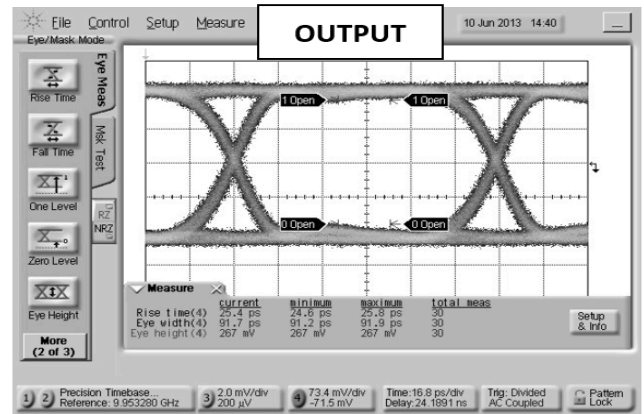 File Control Setup Measure
OUTPUT
10 Jun 2013 14:40
Eye/Mask Mode
Rise Time
Fall Time
One Level
Zero Level
Eye Height
More
(2 of 3)
Eye Meas
Msk Test
RZ
NRZ
1 Open 1 Open
0 Open 0 Open
Measure
current minimum maximum total meas
Rise time(4) 25.4 ps 24.6 ps 25.8 ps 30
Eye width(4) 91.7 ps 91.2 ps 91.9 ps 30
Eye height(4) 267 mV 267 mV 267 mV 30
Setup
& Info
1 2 Precision Timebase...
Reference: 9.953280 GHz
3 2.0 mV/div
200 µV
4 73.4 mV/div
-71.5 mV
Time:16.8 ps/div
Delay:24.1891 ns
Trig: Divided
AC Coupled
Pattern
Lock